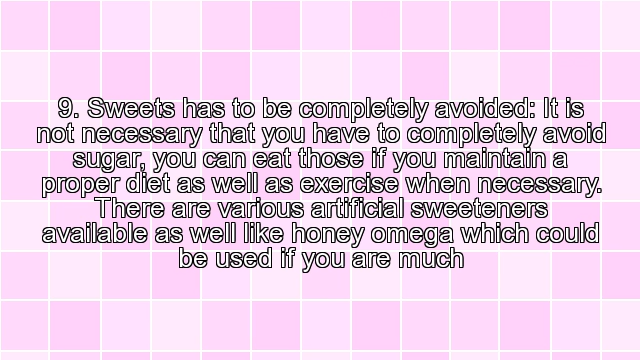 9. Sweets has to be completely avoided: It is
not necessary that you have to completely avoid
sugar, you can eat those if you maintain a
proper diet as well as exercise when necessary.
There are various artificial sweeteners
available as well like honey omega which could
be used if you are much